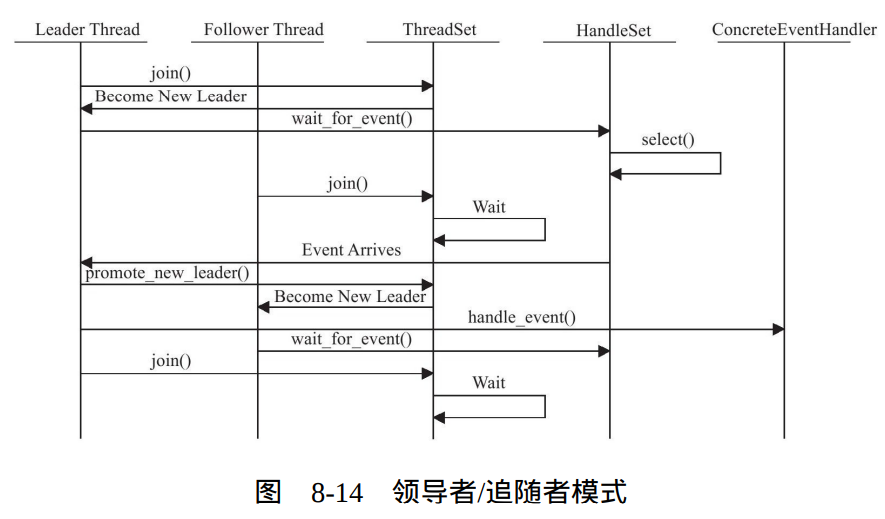 Leader Thread Follower Thread ThreadSet HandleSet ConcreteEventHandler
join()
Become New Leader
wait_for_event()
select()
join()
Wait
Event Arrives
promote_new_leader()
Become New Leader
handle_event()
wait_for_event()
join()
Wait
图 8-14 领导者/追随者模式